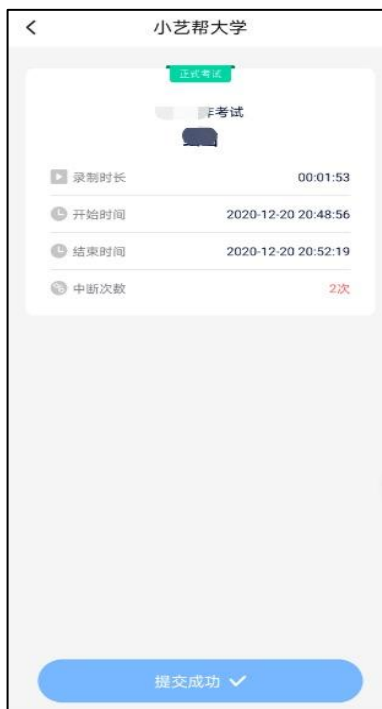 小艺帮大学
正式考试
考试
录制时长 00:01:53
开始时间 2020-12-20 20:48:56
结束时间 2020-12-20 20:52:19
中断次数 2次
提交成功